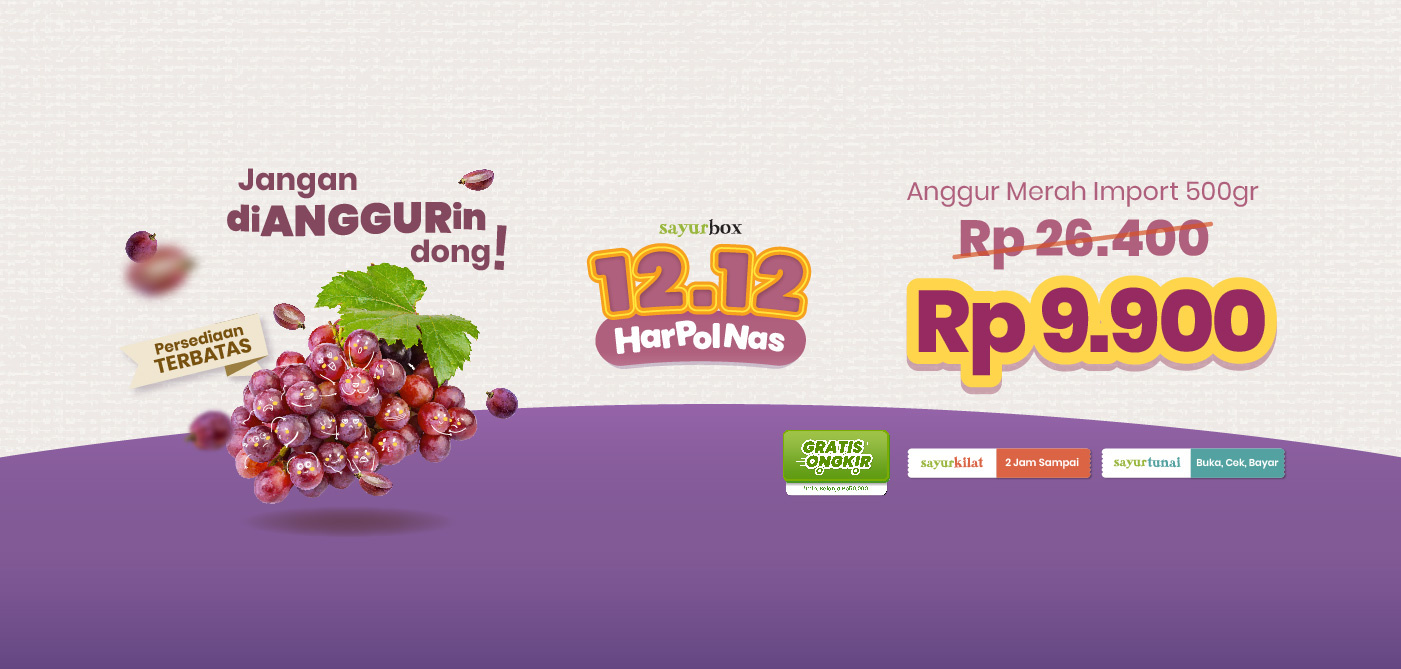 Jangan
diANGGURin
dong!
Persediaan
TERBATAS
sayurbox
12.12
HarPolNas
Anggur Merah Import 500gr
Rp 26.400
Rp 9.900
GRATIS
ONGKIR
sayurkilat 2 Jam Sampai
sayurtunai Buka, Cek, Bayar